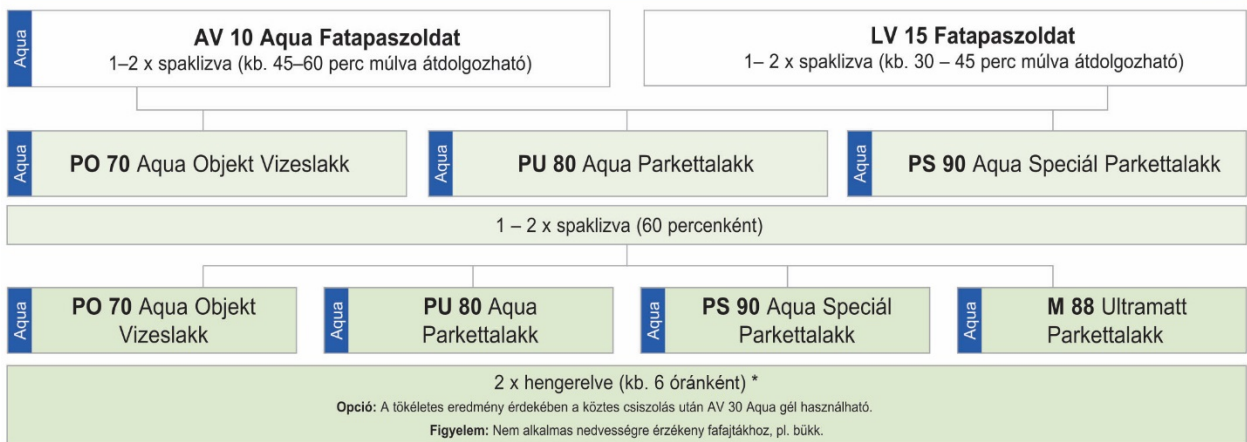 Aqua
AV 10 Aqua Fatapaszoldat
1–2 x spaklizva (kb. 45–60 perc múlva átdolgozható)
LV 15 Fatapaszoldat
1– 2 x spaklizva (kb. 30 – 45 perc múlva átdolgozható)
Aqua
PO 70 Aqua Objekt Vizeslakk
Aqua
PU 80 Aqua Parkettalakk
Aqua
PS 90 Aqua Speciál Parkettalakk
1 – 2 x spaklizva (60 percenként)
Aqua
PO 70 Aqua Objekt
Vizeslakk
Aqua
PU 80 Aqua
Parkettalakk
Aqua
PS 90 Aqua Speciál
Parkettalakk
Aqua
M 88 Ultramatt
Parkettalakk
2 x hengerelve (kb. 6 óránként) *
Opció: A tökéletes eredmény érdekében a köztes csiszolás után AV 30 Aqua gél használható.
Figyelem: Nem alkalmas nedvességre érzékeny fafajtákhoz, pl. bükk.